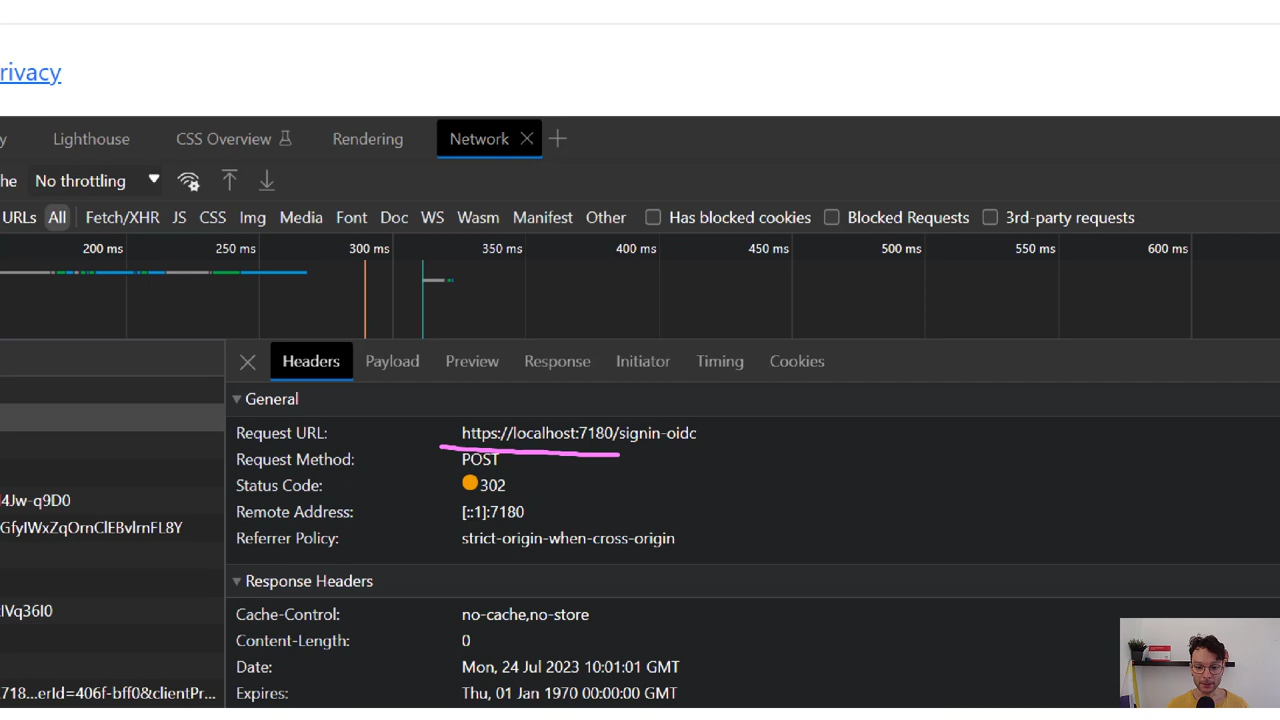 rivacy
y Lighthouse CSS Overview Rendering Network
he No throttling
URLs All Fetch/XHR JS CSS Img Media Font Doc WS Wasm Manifest Other Has blocked cookies Blocked Requests 3rd-party requests
200 ms 250 ms 300 ms 350 ms 400 ms 450 ms 500 ms 550 ms 600 ms
Headers Payload Preview Response Initiator Timing Cookies
General
Request URL: https://localhost:7180/signin-oidc
Request Method: POST
Status Code: 302
l4Jw-q9D0
Remote Address: [::1]:7180
GfyIWxZqOrnClEBvlrnFL8Y
Referrer Policy: strict-origin-when-cross-origin
Response Headers
Cache-Control: no-cache,no-store
Content-Length: 0
Date: Mon, 24 Jul 2023 10:01:01 GMT
718...erId=406f-bff0&clientPr...
Expires: Thu, 01 Jan 1970 00:00:00 GMT